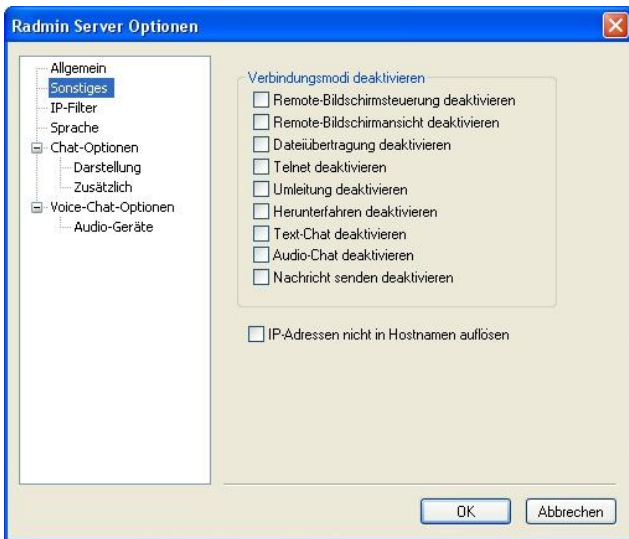 Radmin Server Optionen
Allgemein
Sonstiges
IP-Filter
Sprache
Chat-Optionen
Darstellung
Zusätzlich
Voice-Chat-Optionen
Audio-Geräte
Verbindungsmodi deaktivieren
Remote-Bildschirmsteuerung deaktivieren
Remote-Bildschirmansicht deaktivieren
Dateiübertragung deaktivieren
Telnet deaktivieren
Umleitung deaktivieren
Herunterfahren deaktivieren
Text-Chat deaktivieren
Audio-Chat deaktivieren
Nachricht senden deaktivieren
IP-Adressen nicht in Hostnamen auflösen
OK
Abbrechen